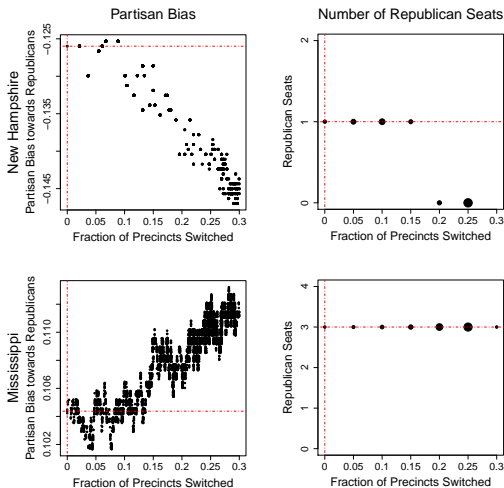 Partisan Bias
Number of Republican Seats
New Hampshire
Partisan Bias towards Republicans
−0.125
−0.135
−0.145
0 0.05 0.1 0.15 0.2 0.25 0.3
Fraction of Precincts Switched
Republican Seats
2
1
0
0 0.05 0.1 0.15 0.2 0.25 0.3
Fraction of Precincts Switched
Mississippi
Partisan Bias towards Republicans
0.110
0.106
0.102
0 0.05 0.1 0.15 0.2 0.25 0.3
Fraction of Precincts Switched
Republican Seats
4
3
2
1
0
0 0.05 0.1 0.15 0.2 0.25 0.3
Fraction of Precincts Switched